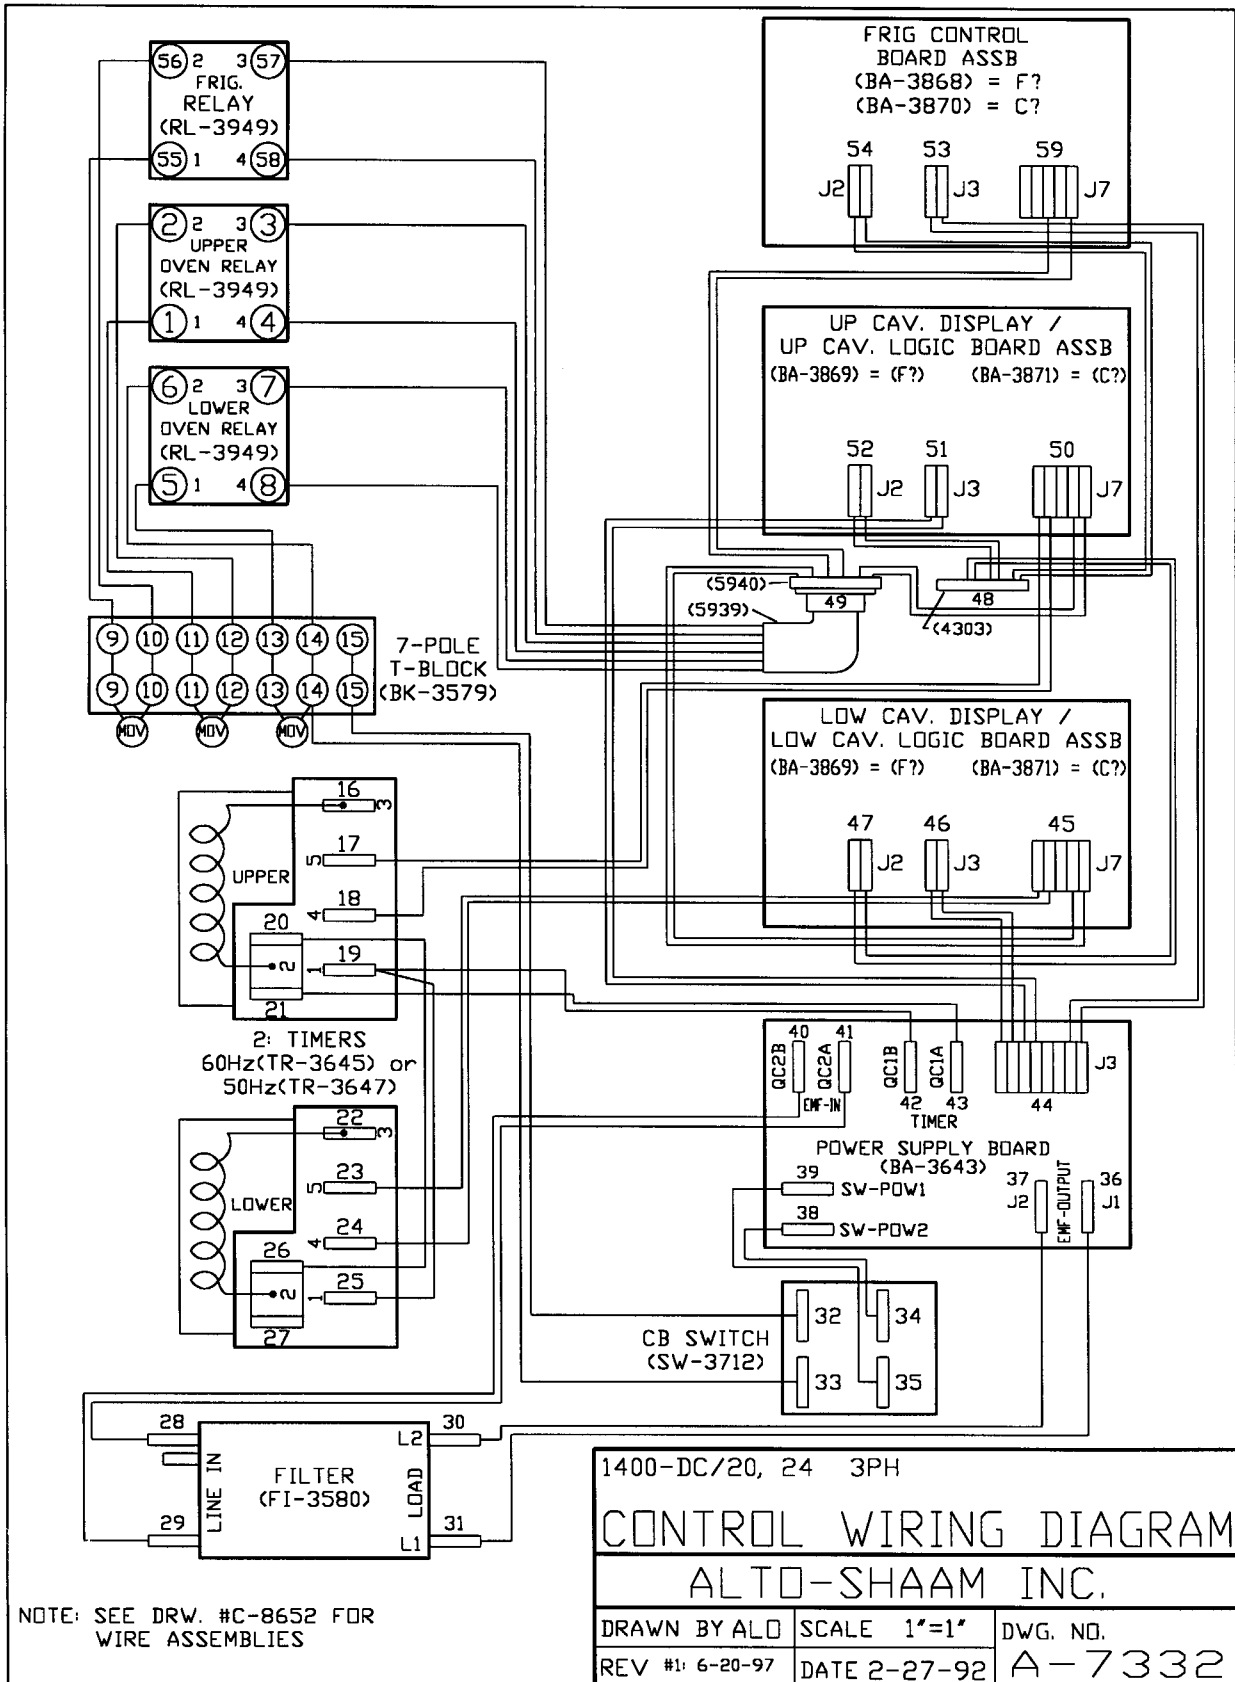 56 2 3 57
FRIG.
RELAY
(RL-3949)
55 1 4 58
2 2 3 3
UPPER
OVEN RELAY
(RL-3949)
1 1 4 4
6 2 3 7
LOWER
OVEN RELAY
(RL-3949)
5 1 4 8
9 10 11 12 13 14 15
9 10 11 12 13 14 15
MOV MOV MOV
7-POLE
T-BLOCK
(BK-3579)
FRIG CONTROL
BOARD ASSB
(BA-3868) = F?
(BA-3870) = C?
54 53 59
J2 J3 J7
UP CAV. DISPLAY /
UP CAV. LOGIC BOARD ASSB
(BA-3869) = (F?) (BA-3871) = (C?)
52 51 50
J2 J3 J7
(5940)
49
(5939)
48
(4303)
LOW CAV. DISPLAY /
LOW CAV. LOGIC BOARD ASSB
(BA-3869) = (F?) (BA-3871) = (C?)
47 46 45
J2 J3 J7
16 3
5 17
UPPER
4 18
20
2
1 19
21
2: TIMERS
60Hz(TR-3645) or
50Hz(TR-3647)
22 3
5 23
LOWER
4 24
26
2
1 25
27
40 41
QC2B QC2A QC1B QC1A J3
EMF-IN 42 43 44
TIMER
POWER SUPPLY BOARD
(BA-3643)
39 SW-POW1
38 SW-POW2
37 J2 EMF-OUTPUT 36 J1
CB SWITCH
(SW-3712)
32 34
33 35
28 L2 30
LINE IN
FILTER
(FI-3580)
LOAD
29 L1 31
NOTE: SEE DRW. #C-8652 FOR
WIRE ASSEMBLIES
1400-DC/20, 24 3PH
CONTROL WIRING DIAGRAM
ALTO-SHAAM INC.
DRAWN BY ALO SCALE 1"=1" DWG. NO.
REV #1: 6-20-97 DATE 2-27-92 A-7332